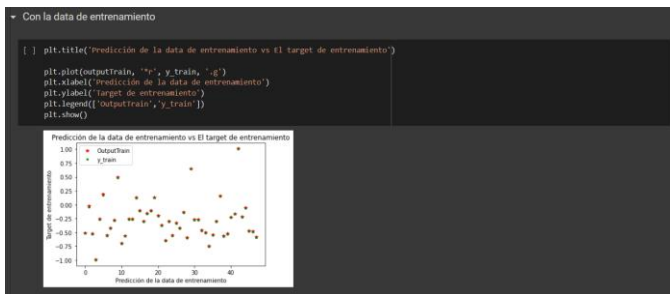 Con la data de entrenamiento
[ ] plt.title('Predicción de la data de entrenamiento vs El target de entrenamiento')
plt.plot(outputTrain, '*r', y_train, '.g')
plt.xlabel('Predicción de la data de entrenamiento')
plt.ylabel('Target de entrenamiento')
plt.legend(['OutputTrain','y_train'])
plt.show()
Predicción de la data de entrenamiento vs El target de entrenamiento
OutputTrain
y_train
1.00
0.75
0.50
0.25
0.00
−0.25
−0.50
−0.75
−1.00
Target de entrenamiento
0 10 20 30 40
Predicción de la data de entrenamiento